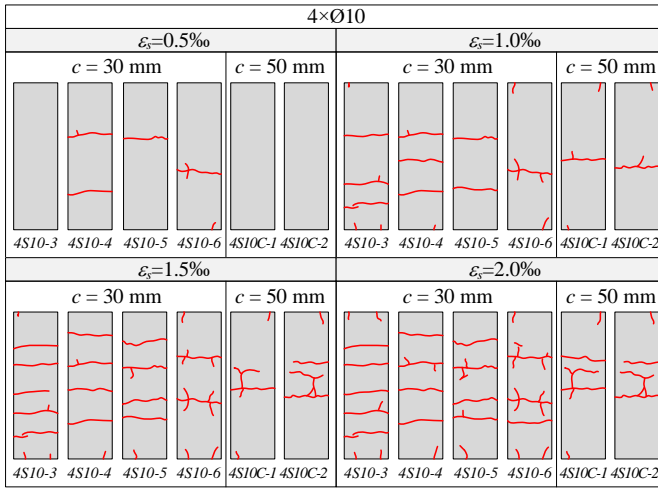 4×Ø10
εs=0.5‰ εs=1.0‰
c = 30 mm c = 50 mm c = 30 mm c = 50 mm
4S10-3 4S10-4 4S10-5 4S10-6 4S10C-1 4S10C-2 4S10-3 4S10-4 4S10-5 4S10-6 4S10C-1 4S10C-2
εs=1.5‰ εs=2.0‰
c = 30 mm c = 50 mm c = 30 mm c = 50 mm
4S10-3 4S10-4 4S10-5 4S10-6 4S10C-1 4S10C-2 4S10-3 4S10-4 4S10-5 4S10-6 4S10C-1 4S10C-2